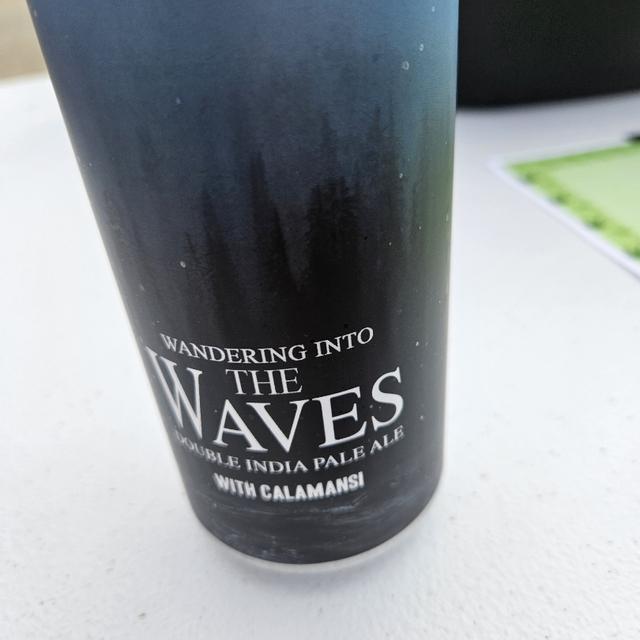 WANDERING INTO
THE
WAVES
DOUBLE INDIA PALE ALE
WITH CALAMANSI